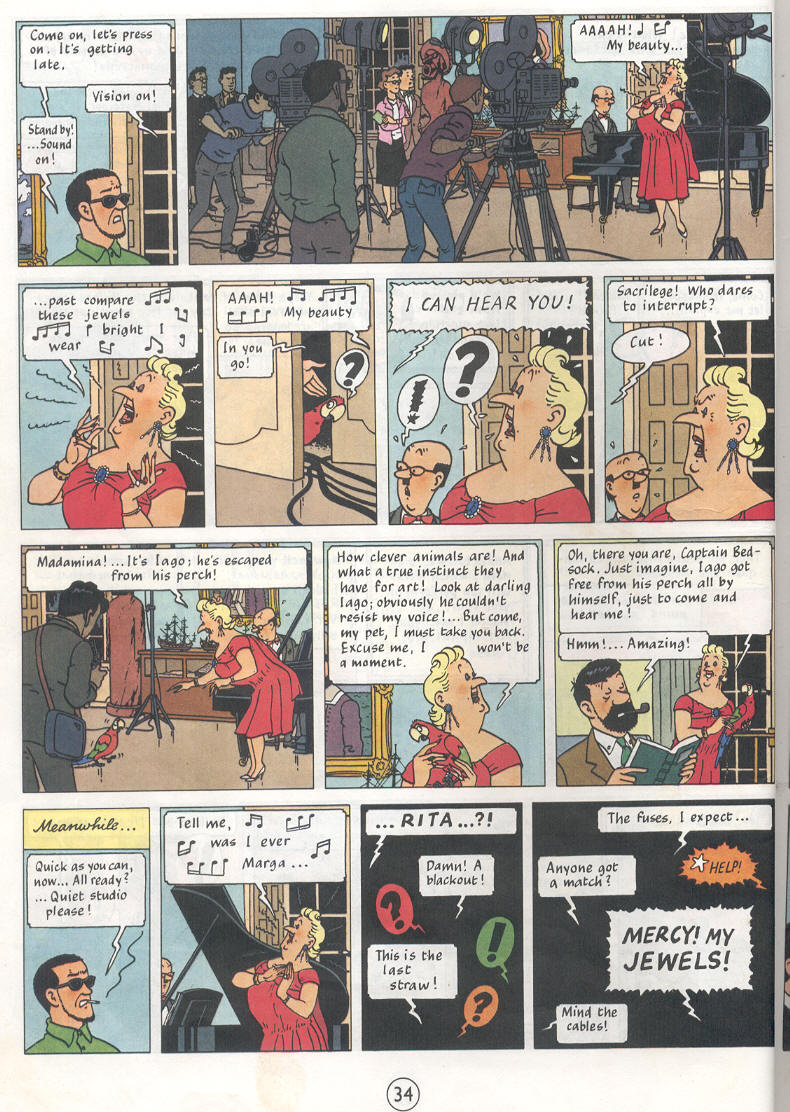 Come on, let's press
on. It's getting
late.
Vision on!
Stand by!
...Sound
on!
AAAAH!
My beauty...
...past compare
these jewels
bright I
wear
AAAH!
My beauty
In you
go!
?
I CAN HEAR YOU!
!
?
Sacrilege! Who dares
to interrupt?
Cut!
Madamina!...It's Iago; he's escaped
from his perch!
How clever animals are! And
what a true instinct they
have for art! Look at darling
Iago; obviously he couldn't
resist my voice!...But come,
my pet, I must take you back.
Excuse me, I won't be
a moment.
Oh, there you are, Captain Bed-
sock. Just imagine, Iago got
free from his perch all by
himself, just to come and
hear me!
Hmm!... Amazing!
Meanwhile...
Quick as you can,
now... All ready?
... Quiet studio
please!
Tell me,
was I ever
Marga...
...RITA...?!
Damn! A
blackout!
?
!
This is the
last
straw!
?
The fuses, I expect...
HELP!
Anyone got
a match?
MERCY! MY
JEWELS!
Mind the
cables!
34